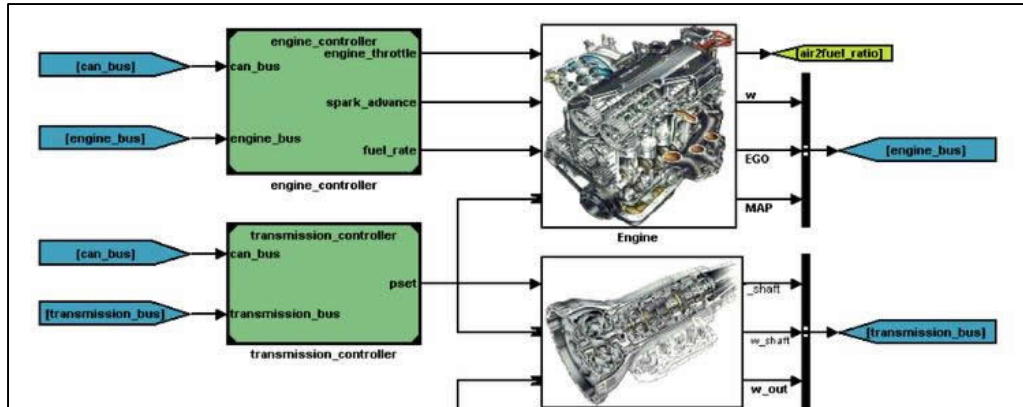 engine_controller
engine_throttle
[can_bus]
can_bus
[air2fuel_ratio]
spark_advance
w
[engine_bus]
engine_bus
fuel_rate
EGO
[engine_bus]
engine_controller
MAP
Engine
transmission_controller
[can_bus]
can_bus
pset
_shaft
[transmission_bus]
transmission_bus
w_shaft
[transmission_bus]
transmission_controller
w_out